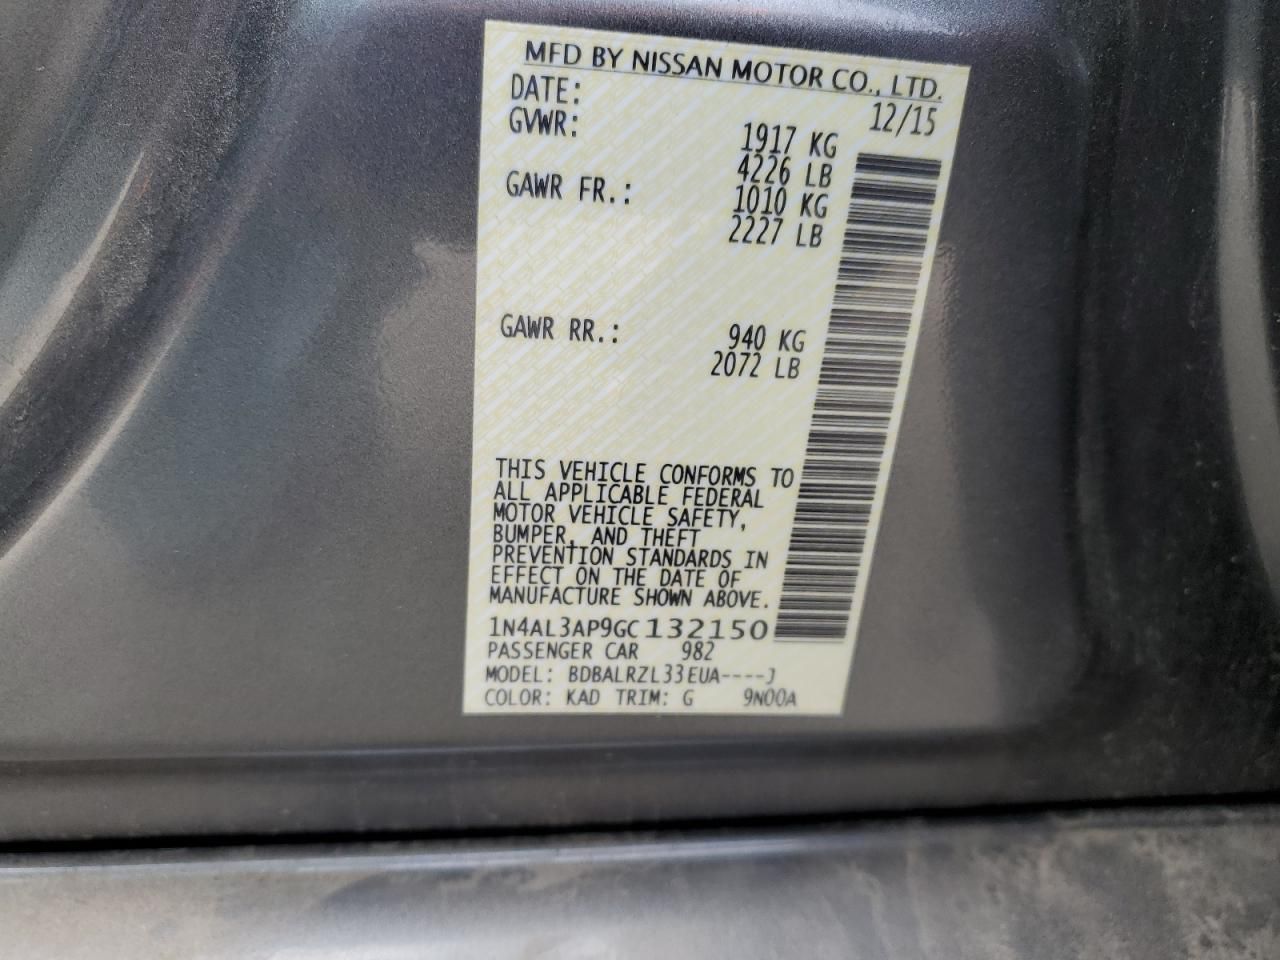 MFD BY NISSAN MOTOR CO., LTD.
DATE: 12/15
GVWR: 1917 KG
4226 LB
GAWR FR.: 1010 KG
2227 LB
GAWR RR.: 940 KG
2072 LB
THIS VEHICLE CONFORMS TO
ALL APPLICABLE FEDERAL
MOTOR VEHICLE SAFETY,
BUMPER, AND THEFT
PREVENTION STANDARDS IN
EFFECT ON THE DATE OF
MANUFACTURE SHOWN ABOVE.
1N4AL3AP9GC132150
PASSENGER CAR 982
MODEL: BDBALRZL33EUA----J
COLOR: KAD TRIM: G 9N00A